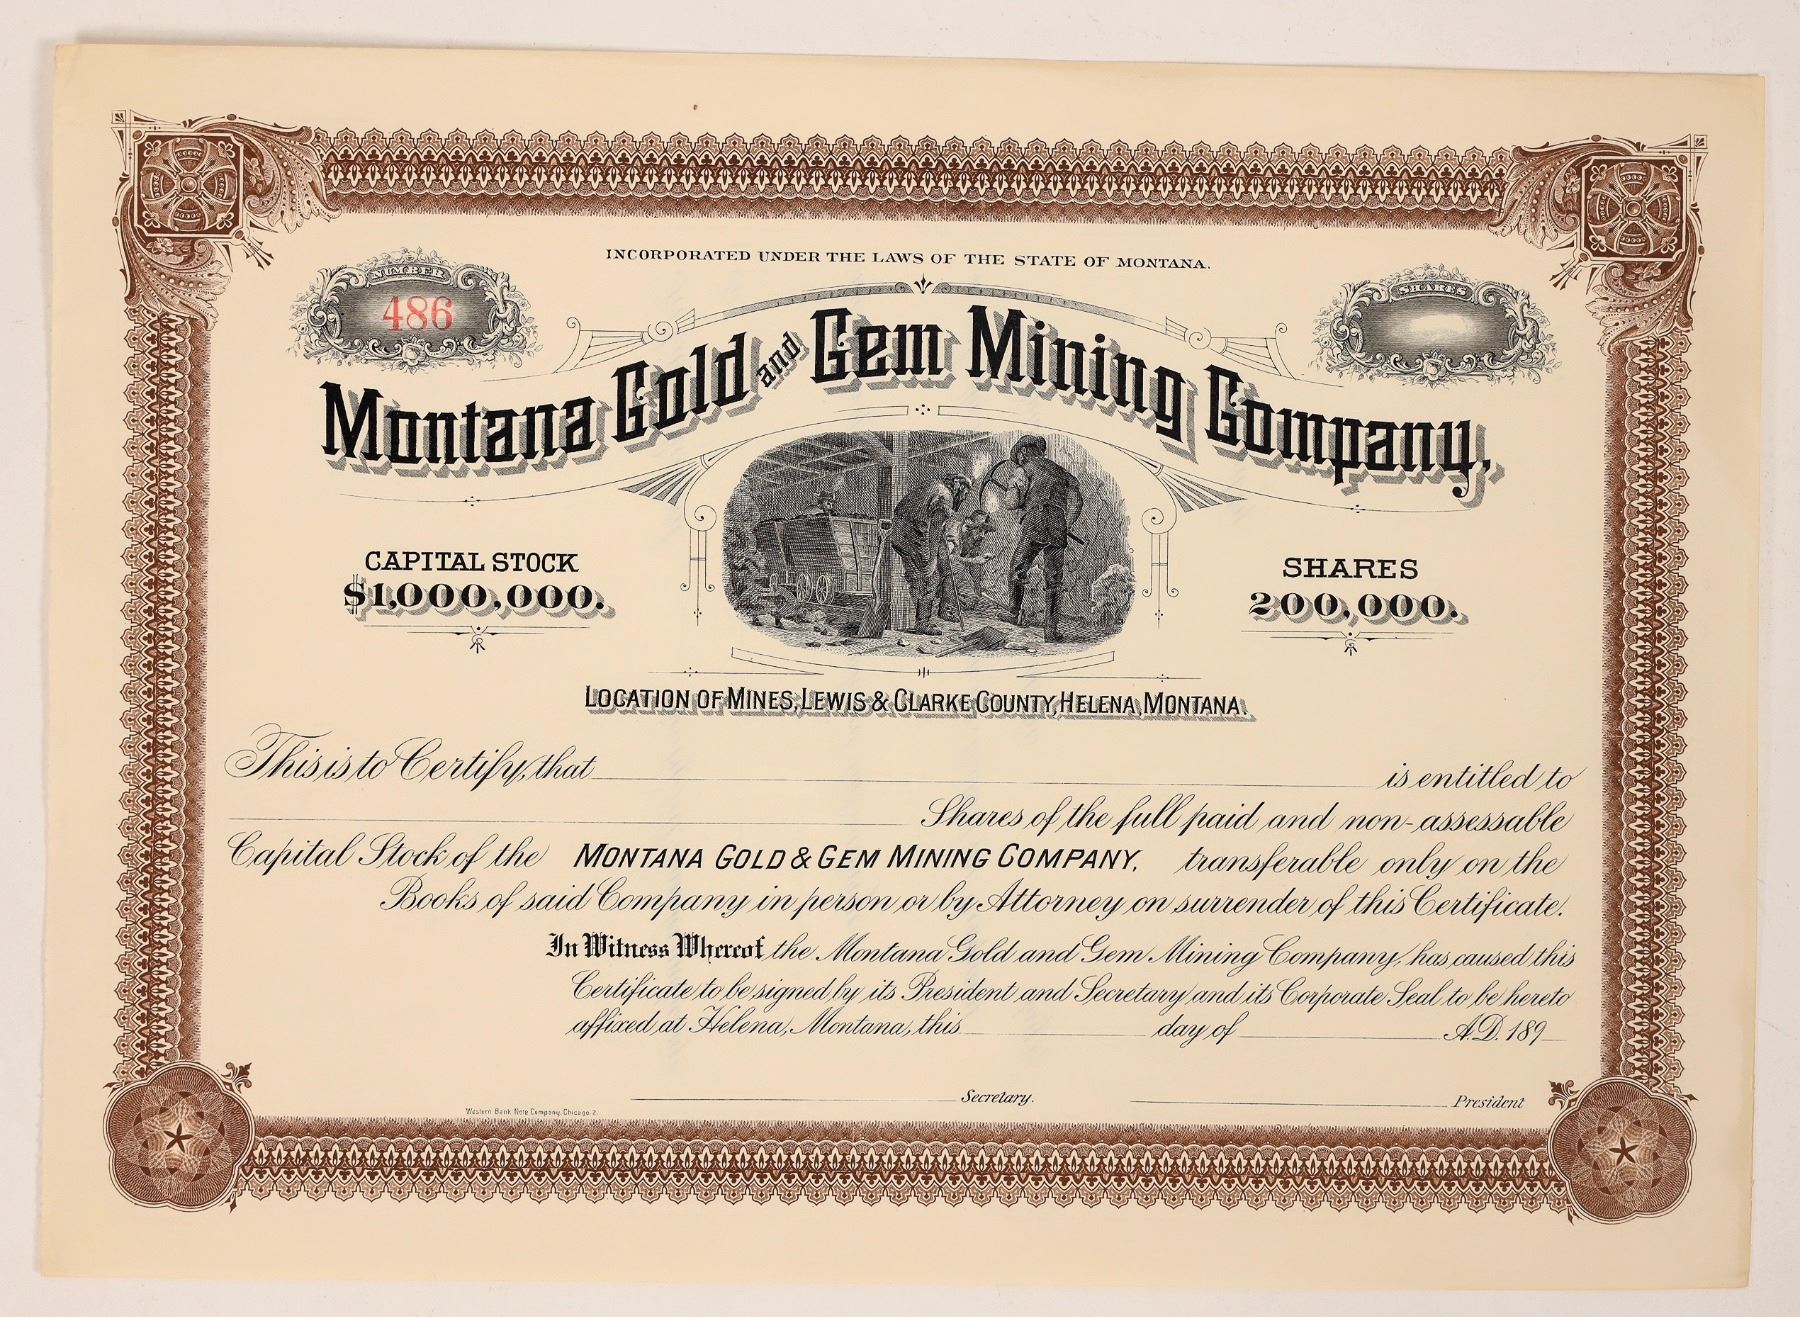 INCORPORATED UNDER THE LAWS OF THE STATE OF MONTANA.
NUMBER
486
SHARES
Montana Gold and Gem Mining Company,
CAPITAL STOCK
$1,000,000.
SHARES
200,000.
LOCATION OF MINES, LEWIS & CLARKE COUNTY, HELENA, MONTANA.
This is to Certify, that is entitled to
Shares of the full paid and non-assessable
Capital Stock of the MONTANA GOLD & GEM MINING COMPANY, transferable only on the
Books of said Company in person or by Attorney on surrender of this Certificate.
In Witness Whereof, the Montana Gold and Gem Mining Company, has caused this
Certificate to be signed by its President and Secretary and its Corporate Seal to be hereto
affixed at Helena, Montana, this day of A.D. 189
Secretary.
President
Western Bank Note Company, Chicago. 2.